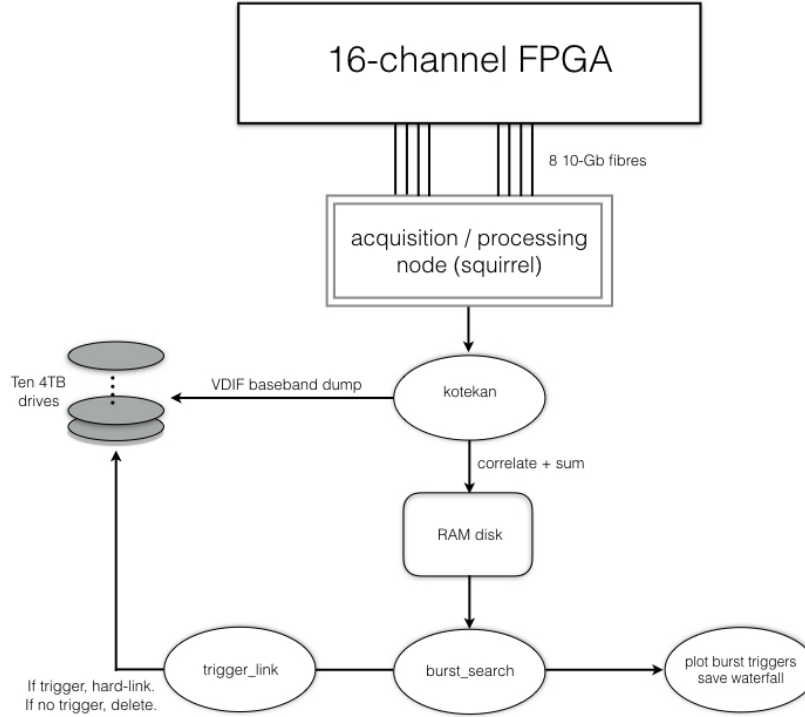 16-channel FPGA
8 10-Gb fibres
acquisition / processing
node (squirrel)
kotekan
VDIF baseband dump
Ten 4TB
drives
correlate + sum
RAM disk
trigger_link
burst_search
plot burst triggers
save waterfall
If trigger, hard-link.
If no trigger, delete.